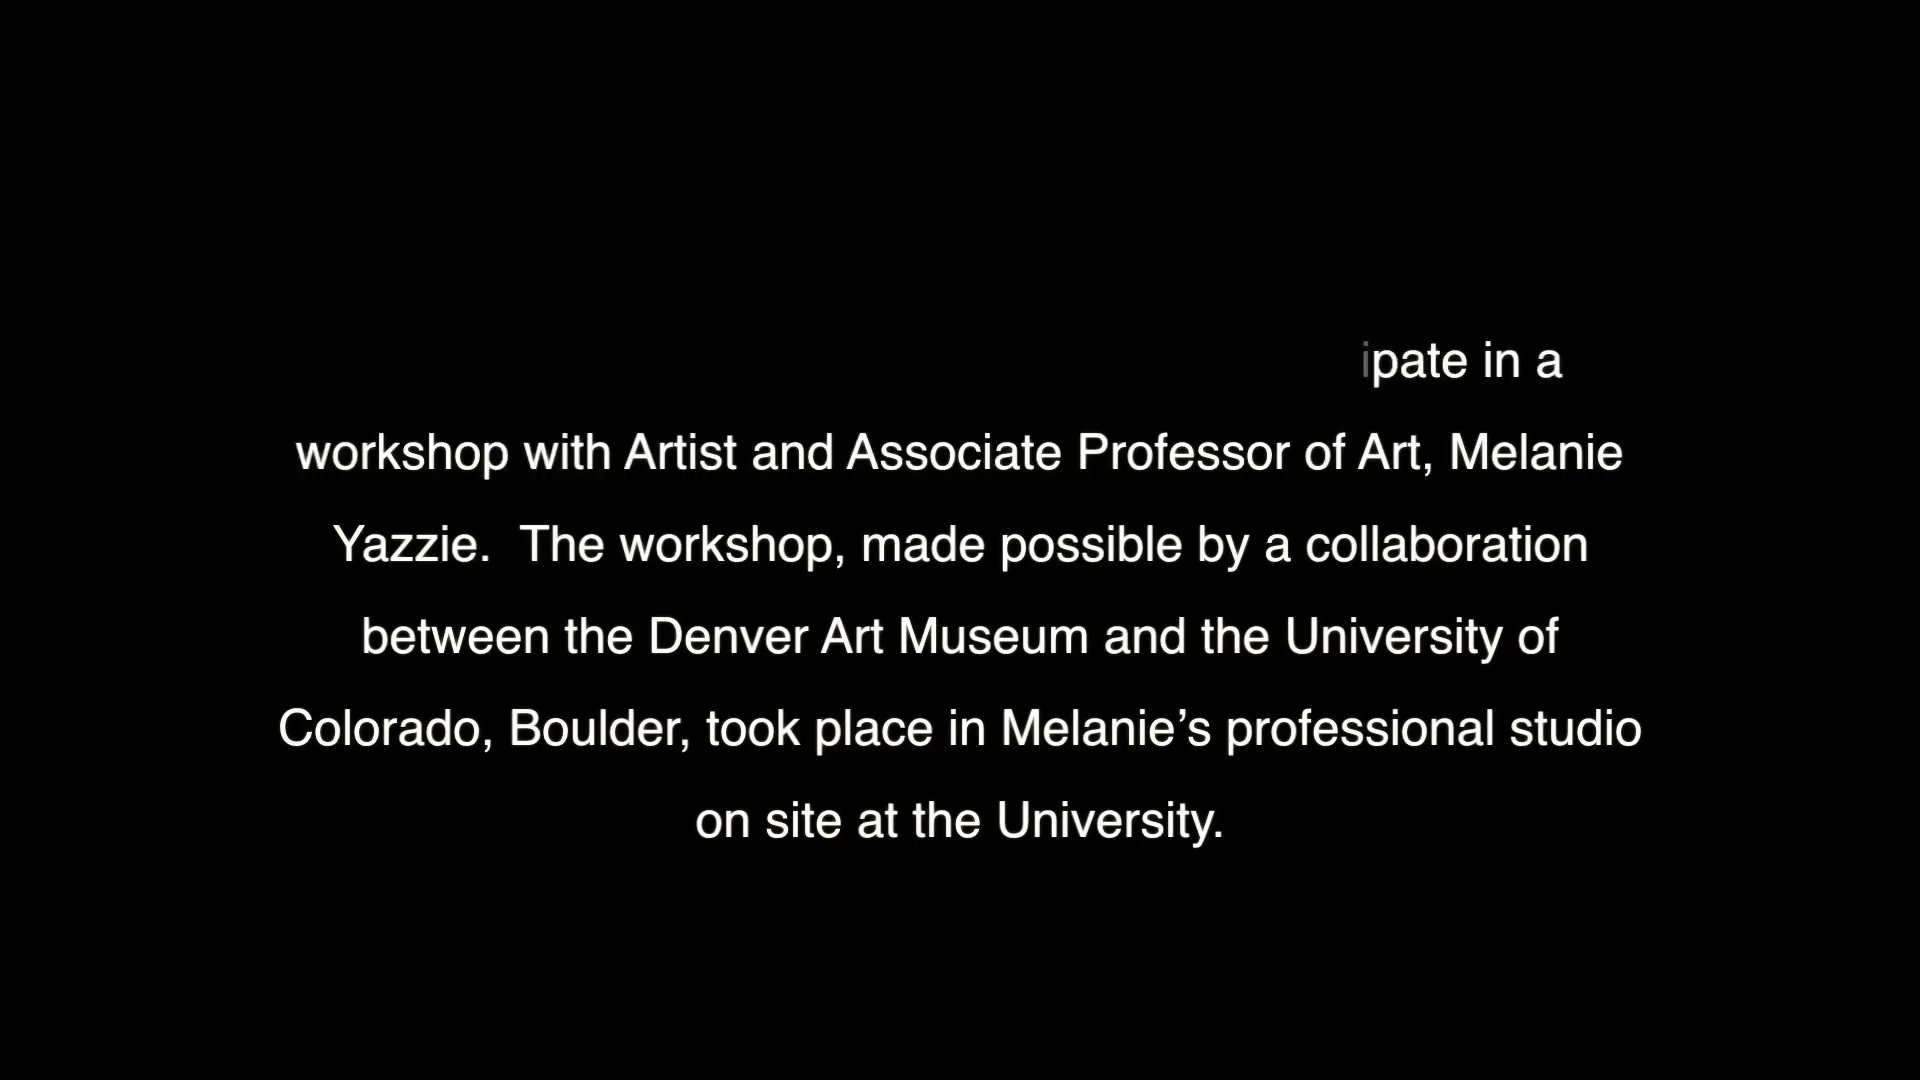 ipate in a
workshop with Artist and Associate Professor of Art, Melanie
Yazzie.  The workshop, made possible by a collaboration
between the Denver Art Museum and the University of
Colorado, Boulder, took place in Melanie’s professional studio
on site at the University.